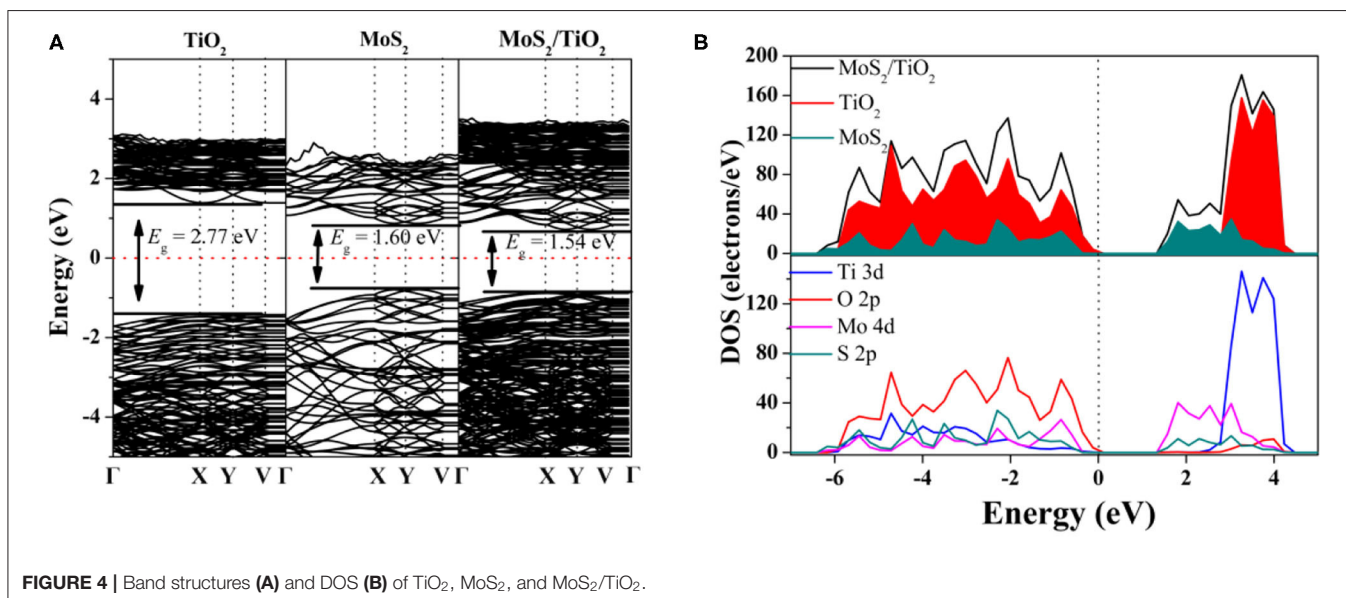 A
TiO₂ MoS₂ MoS₂/TiO₂
4
2
0
-2
-4
Energy (eV)
E_g = 2.77 eV
E_g = 1.60 eV
E_g = 1.54 eV
Γ X Y V Γ X Y V Γ X Y V Γ
B
200
160
120
80
40
0
MoS₂/TiO₂
TiO₂
MoS₂
DOS (electrons/eV)
120
80
40
0
Ti 3d
O 2p
Mo 4d
S 2p
-6 -4 -2 0 2 4
Energy (eV)
FIGURE 4 | Band structures (A) and DOS (B) of TiO₂, MoS₂, and MoS₂/TiO₂.